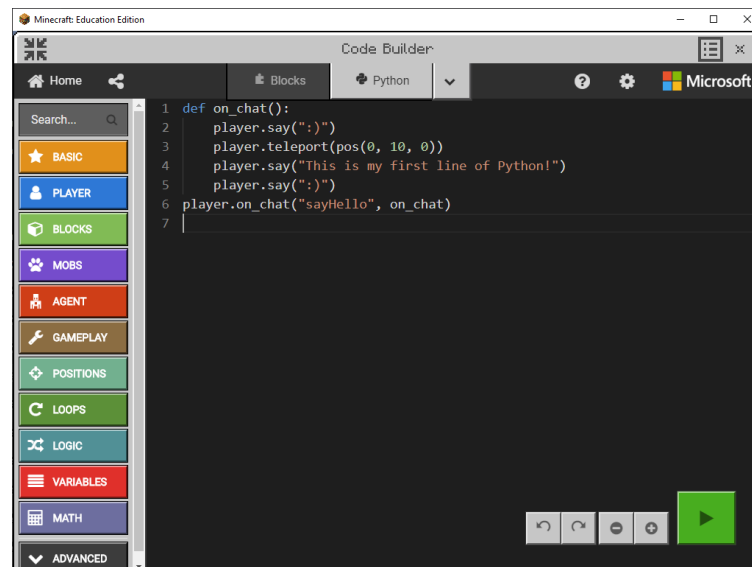 Minecraft: Education Edition
Code Builder
Home
Blocks
Python
Microsoft
Search...
BASIC
PLAYER
BLOCKS
MOBS
AGENT
GAMEPLAY
POSITIONS
LOOPS
LOGIC
VARIABLES
MATH
ADVANCED
1 def on_chat():
2     player.say(":)")
3     player.teleport(pos(0, 10, 0))
4     player.say("This is my first line of Python!")
5     player.say(":)")
6 player.on_chat("sayHello", on_chat)
7